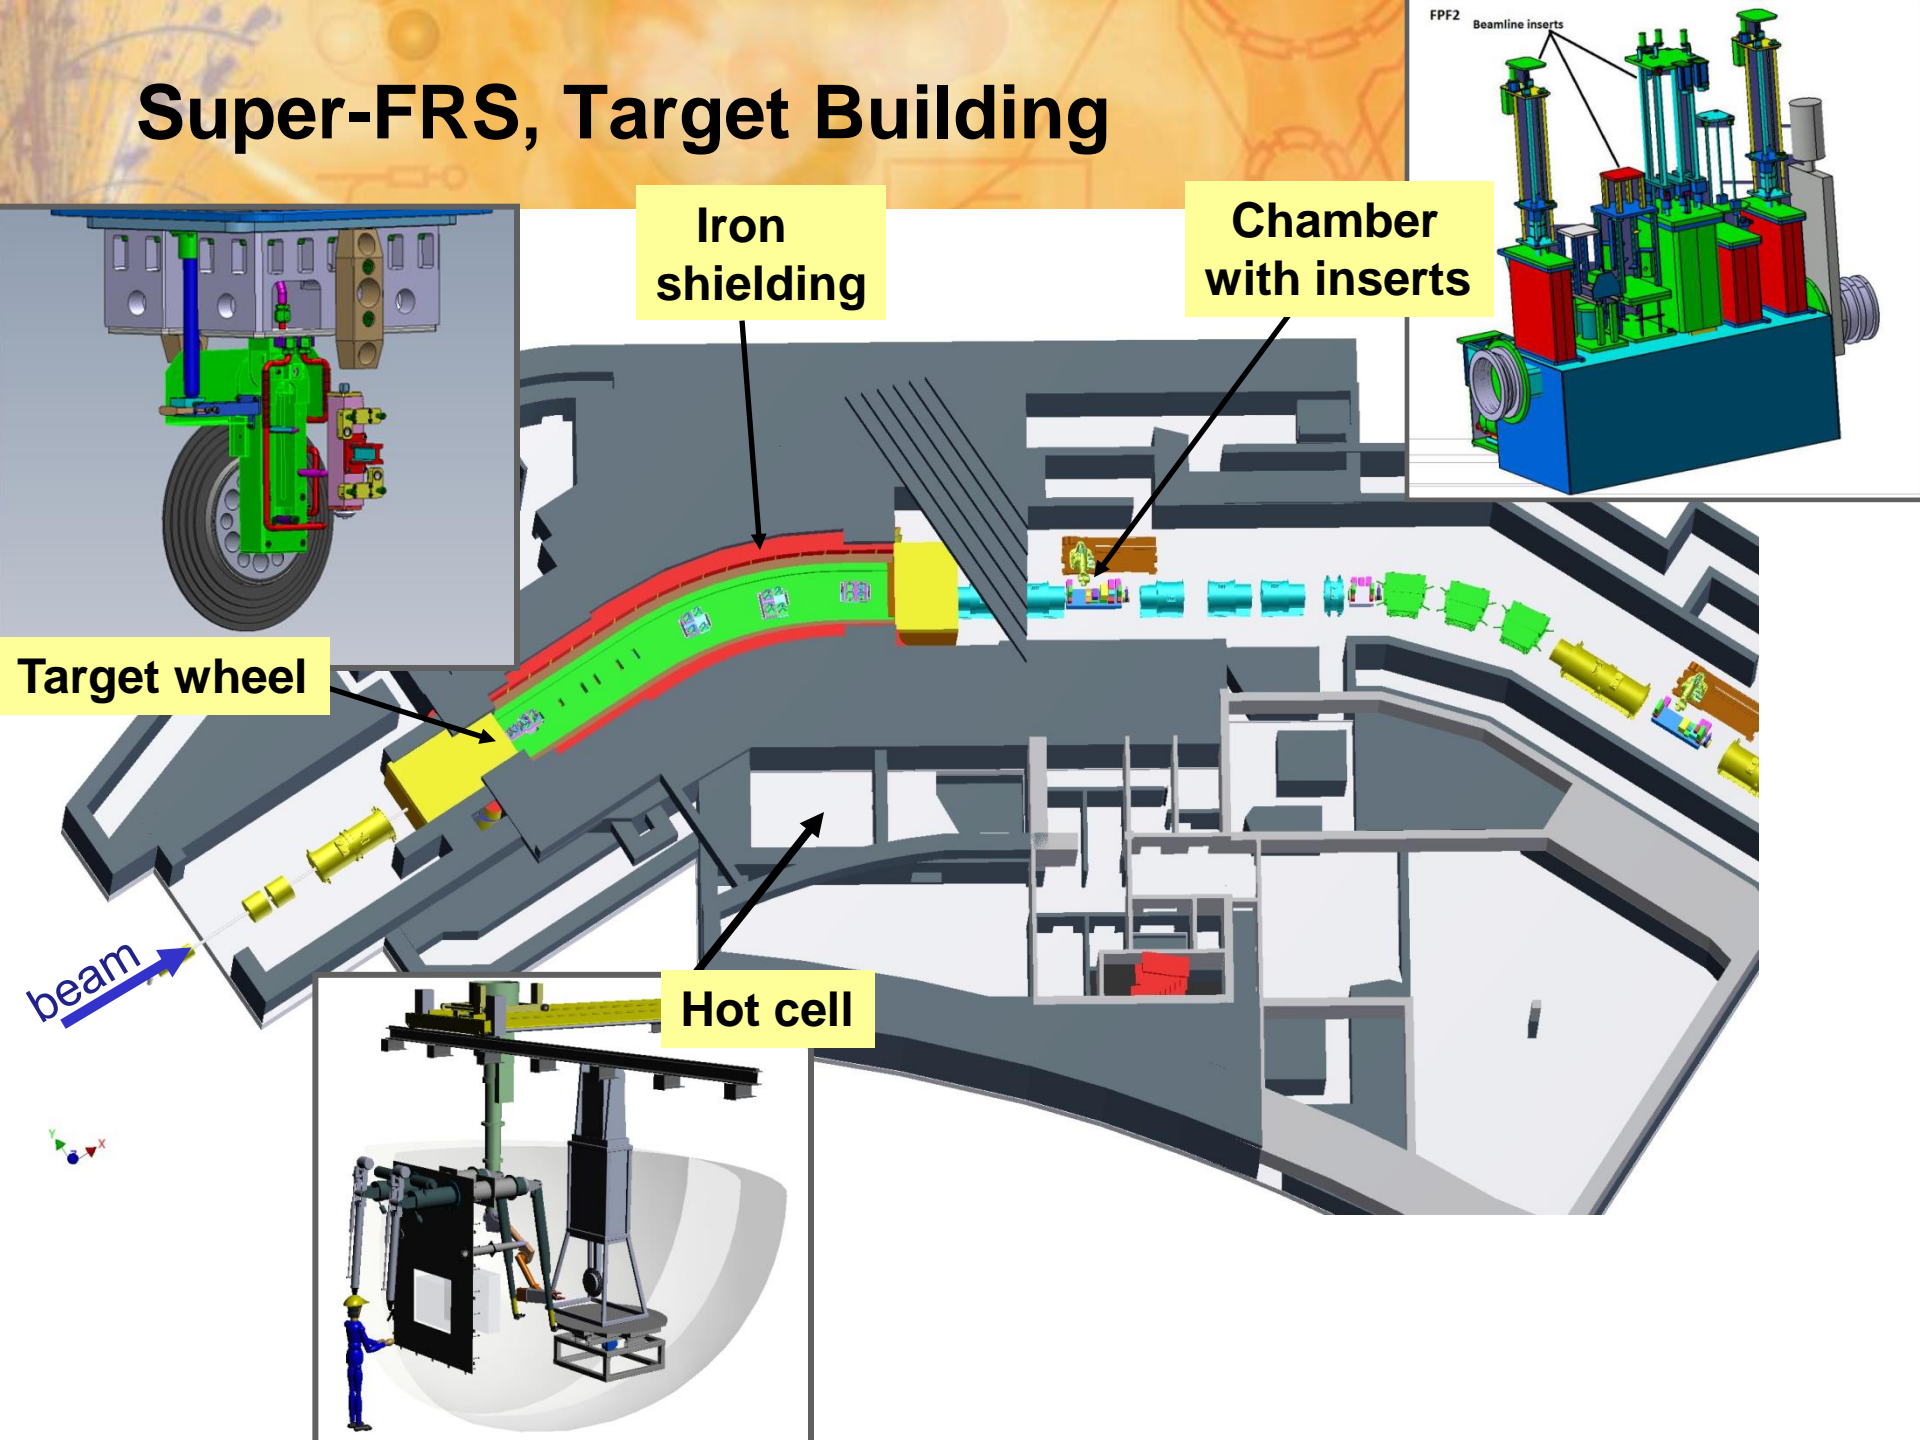 FPF2
Beamline inserts
Super-FRS, Target Building
Iron
shielding
Chamber
with inserts
Target wheel
beam
Hot cell
Y
X